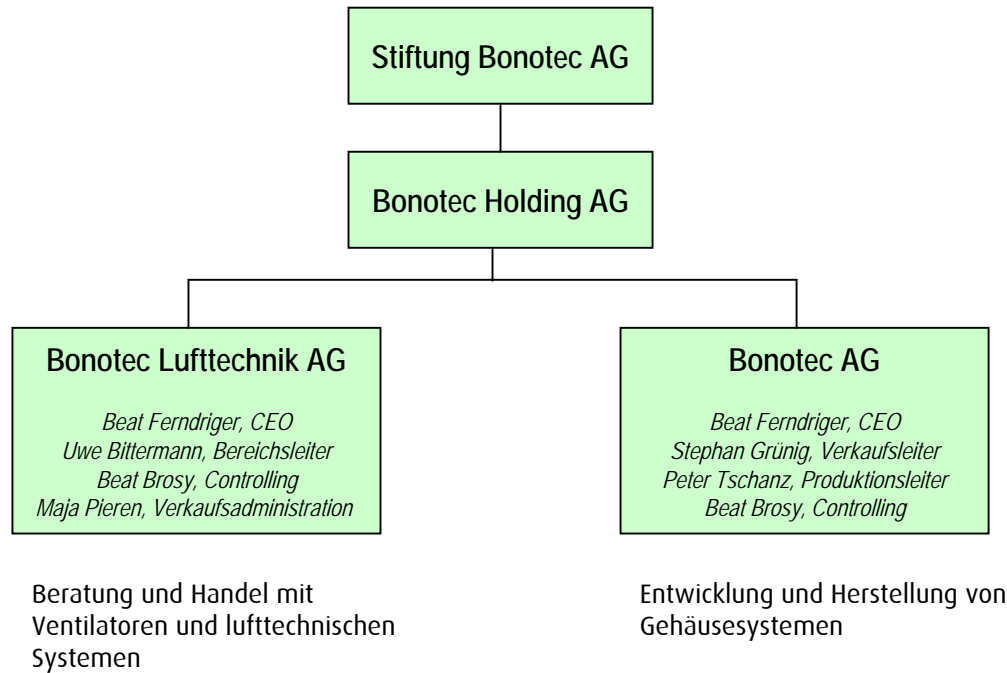 Stiftung Bonotec AG
Bonotec Holding AG
Bonotec Lufttechnik AG
Beat Ferndriger, CEO
Uwe Bittermann, Bereichsleiter
Beat Brosy, Controlling
Maja Pieren, Verkaufsadministration
Beratung und Handel mit
Ventilatoren und lufttechnischen
Systemen
Bonotec AG
Beat Ferndriger, CEO
Stephan Grünig, Verkaufsleiter
Peter Tschanz, Produktionsleiter
Beat Brosy, Controlling
Entwicklung und Herstellung von
Gehäusesystemen